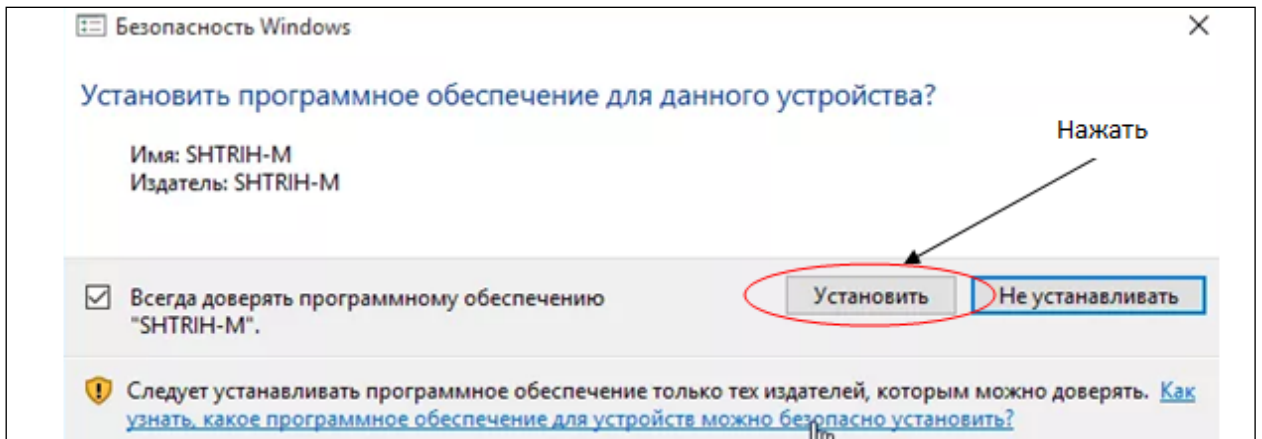 Безопасность Windows
Установить программное обеспечение для данного устройства?
Нажать
Имя: SHTRIH-M
Издатель: SHTRIH-M
Всегда доверять программному обеспечению
"SHTRIH-M".
Установить
Не устанавливать
Следует устанавливать программное обеспечение только тех издателей, которым можно доверять. Как
узнать, какое программное обеспечение для устройств можно безопасно установить?